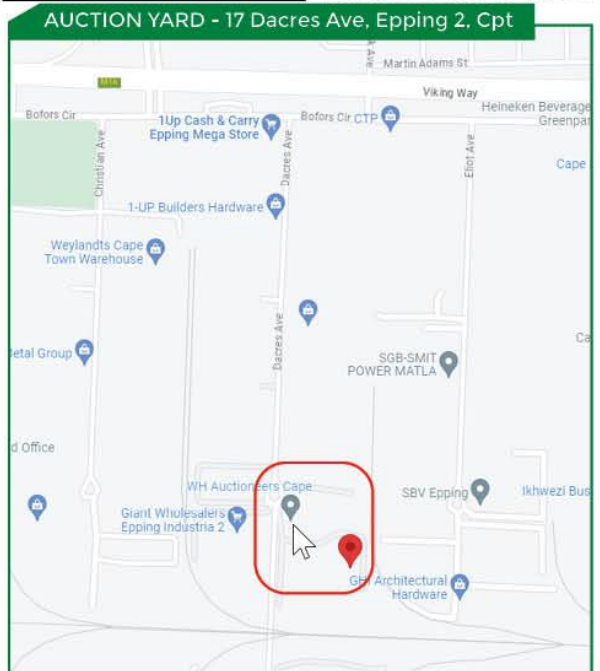 AUCTION YARD - 17 Dacres Ave, Epping 2, Cpt
Martin Adams St
M16
Viking Way
Bofors Cir
1Up Cash & Carry
Epping Mega Store
Dacres Ave
Bofors Cir
CTP
Heineken Beverage
Greenpar
Christian Ave
Eliot Ave
Cape
1-UP Builders Hardware
Weylandts Cape
Town Warehouse
Dacres Ave
etal Group
SGB-SMIT
POWER MATLA
Ca
d Office
WH Auctioneers Cape
SBV Epping
Ikhwezi Bus
Giant Wholesalers
Epping Industria 2
GHI Architectural
Hardware